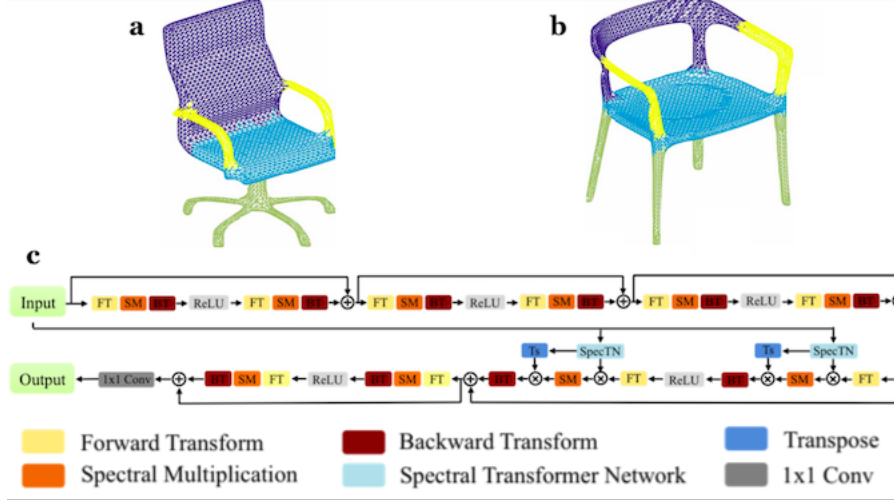 a
b
c
Input FT SM BT ReLU FT SM BT FT SM BT ReLU FT SM BT FT SM BT ReLU FT SM BT
Ts SpecTN Ts SpecTN
Output 1x1 Conv BT SM FT ReLU BT SM FT BT SM FT ReLU BT SM FT
Forward Transform Backward Transform Transpose
Spectral Multiplication Spectral Transformer Network 1x1 Conv